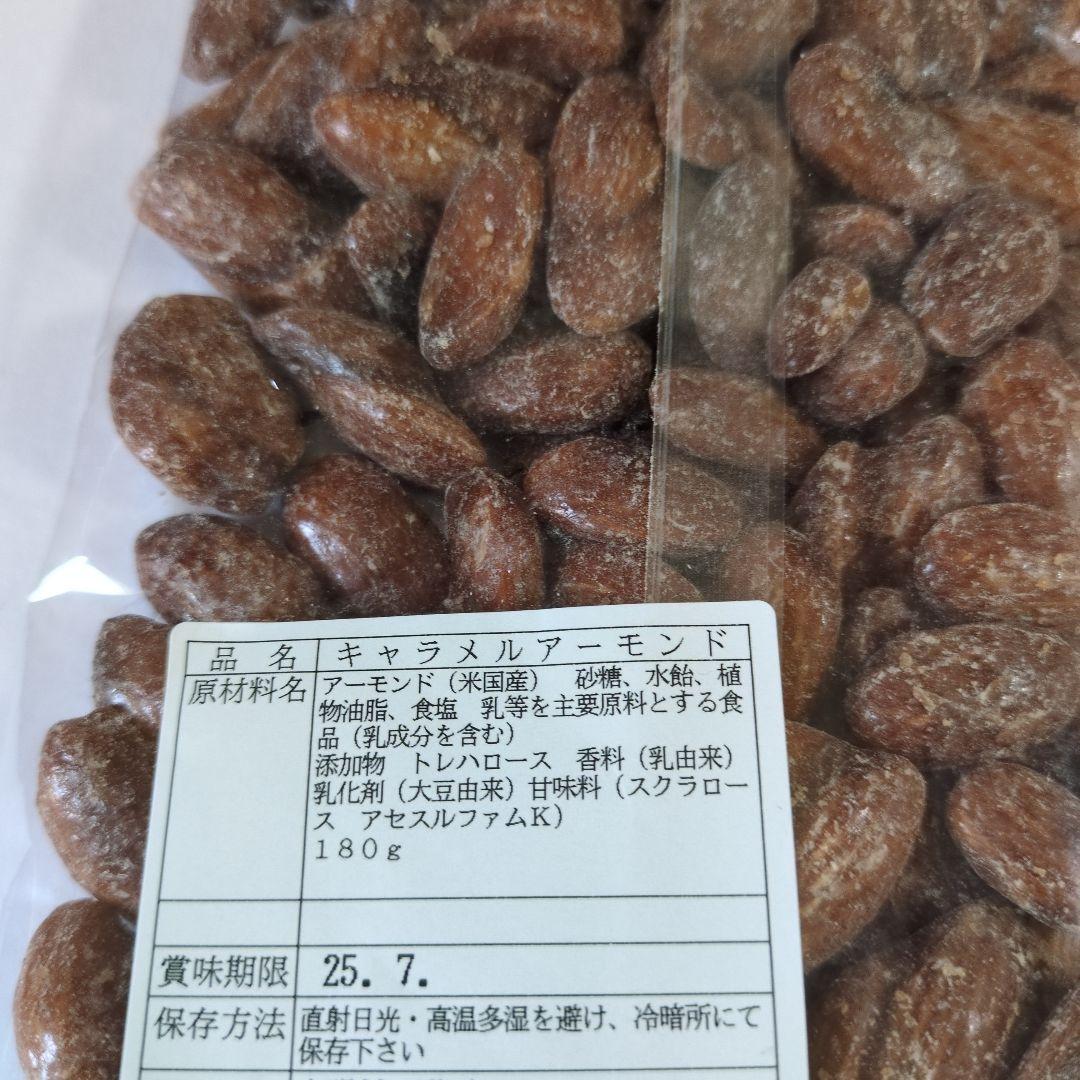 品名 キャラメルアーモンド
原材料名 アーモンド（米国産） 砂糖、水飴、植
物油脂、食塩 乳等を主要原料とする食
品（乳成分を含む）
添加物 トレハロース 香料（乳由来）
乳化剤（大豆由来）甘味料（スクラロー
ス アセスルファムK）
180g
賞味期限 25. 7.
保存方法 直射日光・高温多湿を避け、冷暗所にて
保存下さい